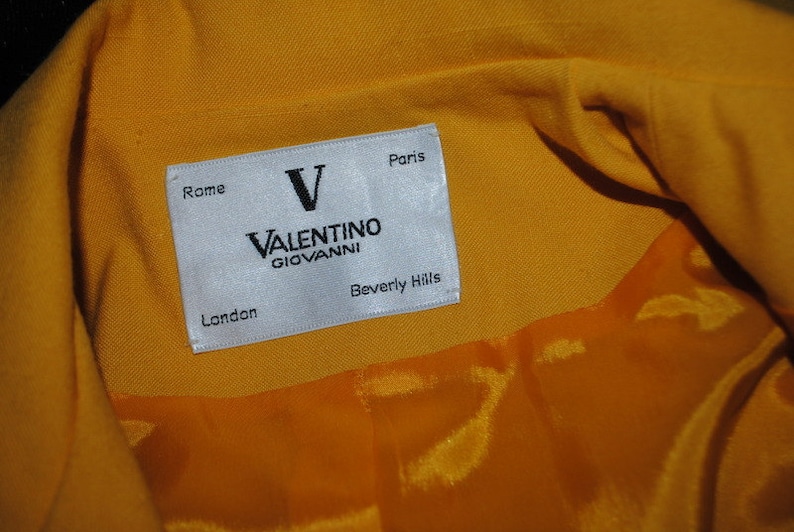 Rome
Paris
V
VALENTINO
GIOVANNI
London
Beverly Hills